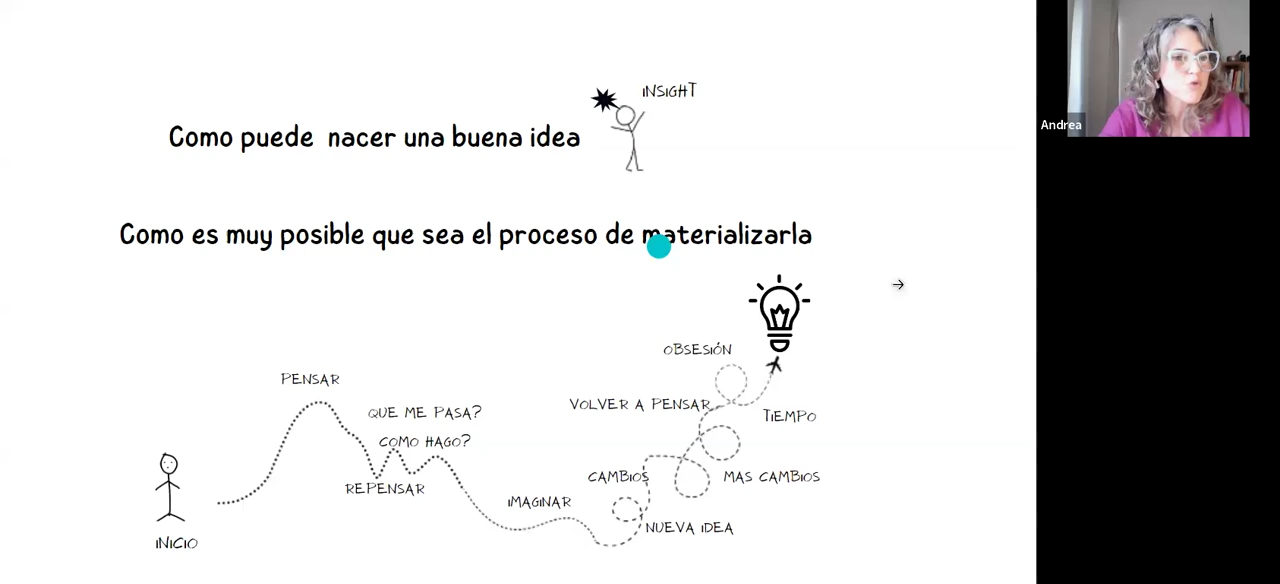 INSIGHT
Como puede nacer una buena idea
Como es muy posible que sea el proceso de materializarla
OBSESIÓN
PENSAR
VOLVER A PENSAR
QUE ME PASA?
TIEMPO
COMO HAGO?
CAMBIOS
MAS CAMBIOS
REPENSAR
IMAGINAR
NUEVA IDEA
INICIO
Andrea